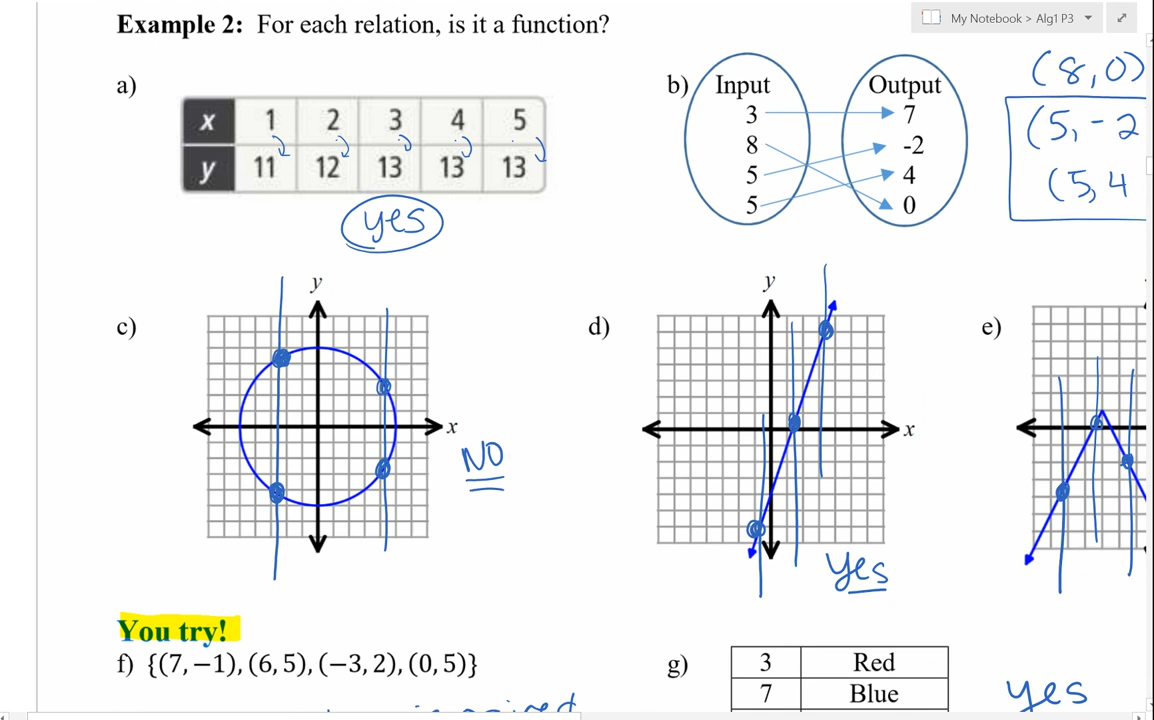 Example 2: For each relation, is it a function?
My Notebook > Alg1 P3
a)
x 1 2 3 4 5
y 11 12 13 13 13
yes
b)
Input Output
3 7
8 -2
5 4
5 0
(8,0)
(5,-2
(5,4
c)
y
x
NO
d)
y
x
yes
e)
You try!
f) {(7, −1), (6, 5), (−3, 2), (0, 5)}
g)
3 Red
7 Blue
yes